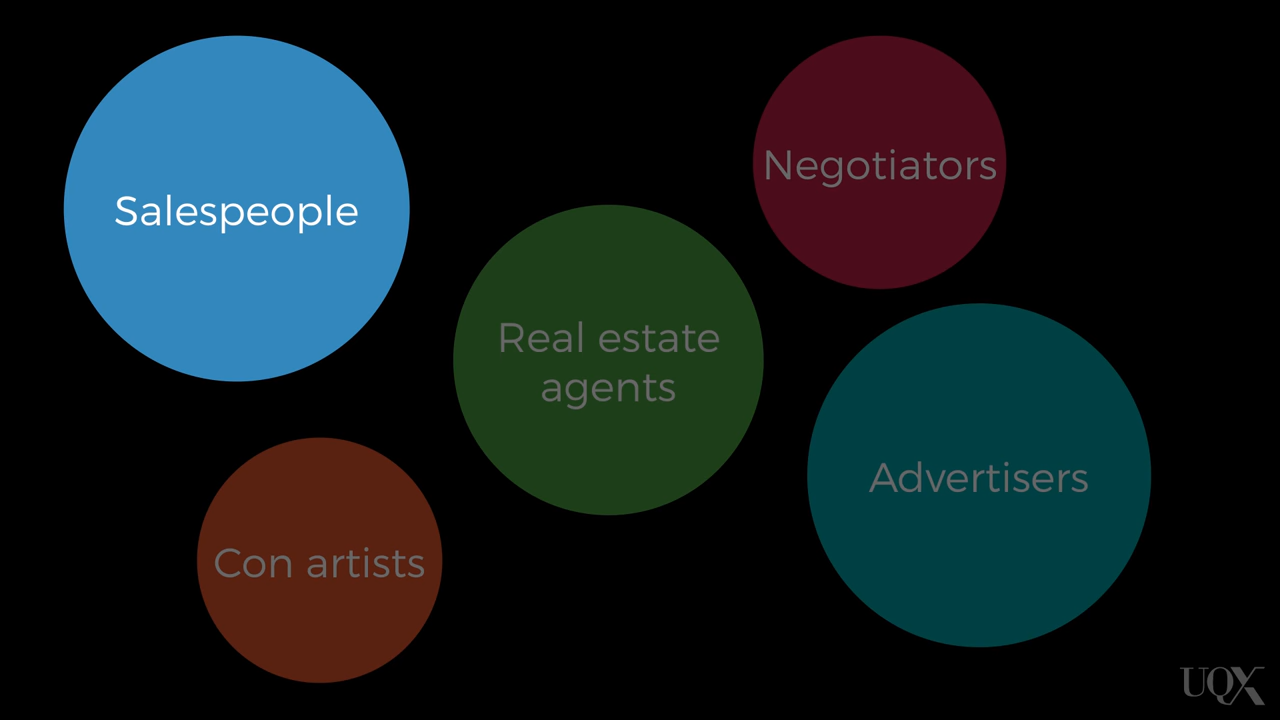 Salespeople
Negotiators
Real estate
agents
Advertisers
Con artists
UQX